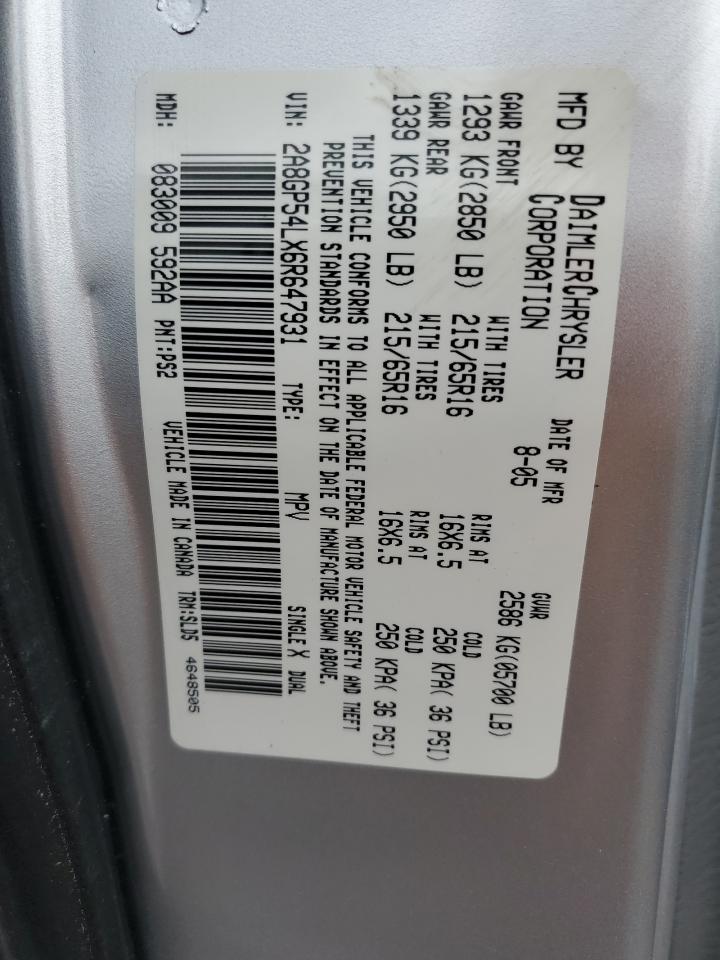 MFD BY DAIMLERCHRYSLER CORPORATION DATE OF MFR 8-05 GVWR 2586 KG(05700 LB)
GAWR FRONT WITH TIRES RIMS AT COLD
1293 KG(2850 LB) 215/65R16 16X6.5 250 KPA( 36 PSI)
GAWR REAR WITH TIRES RIMS AT COLD
1339 KG(2950 LB) 215/65R16 16X6.5 250 KPA( 36 PSI)
THIS VEHICLE CONFORMS TO ALL APPLICABLE FEDERAL MOTOR VEHICLE SAFETY AND THEFT
PREVENTION STANDARDS IN EFFECT ON THE DATE OF MANUFACTURE SHOWN ABOVE.
VIN: 2A8GP54LX6R647931 TYPE: MPV SINGLE X DUAL
MDH: 083009 592AA PNT:PS2 VEHICLE MADE IN CANADA TRM:SLD5 4648505